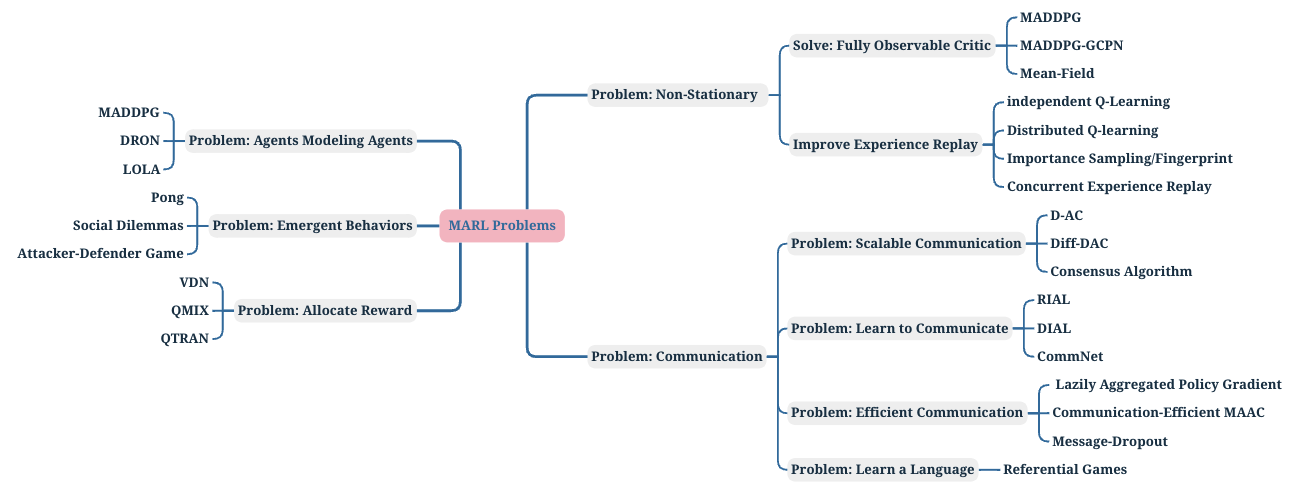 MARL Problems
Problem: Agents Modeling Agents
MADDPG
DRON
LOLA
Problem: Emergent Behaviors
Pong
Social Dilemmas
Attacker-Defender Game
Problem: Allocate Reward
VDN
QMIX
QTRAN
Problem: Non-Stationary
Solve: Fully Observable Critic
MADDPG
MADDPG-GCPN
Mean-Field
Improve Experience Replay
independent Q-Learning
Distributed Q-learning
Importance Sampling/Fingerprint
Concurrent Experience Replay
Problem: Communication
Problem: Scalable Communication
D-AC
Diff-DAC
Consensus Algorithm
Problem: Learn to Communicate
RIAL
DIAL
CommNet
Problem: Efficient Communication
Lazily Aggregated Policy Gradient
Communication-Efficient MAAC
Message-Dropout
Problem: Learn a Language
Referential Games